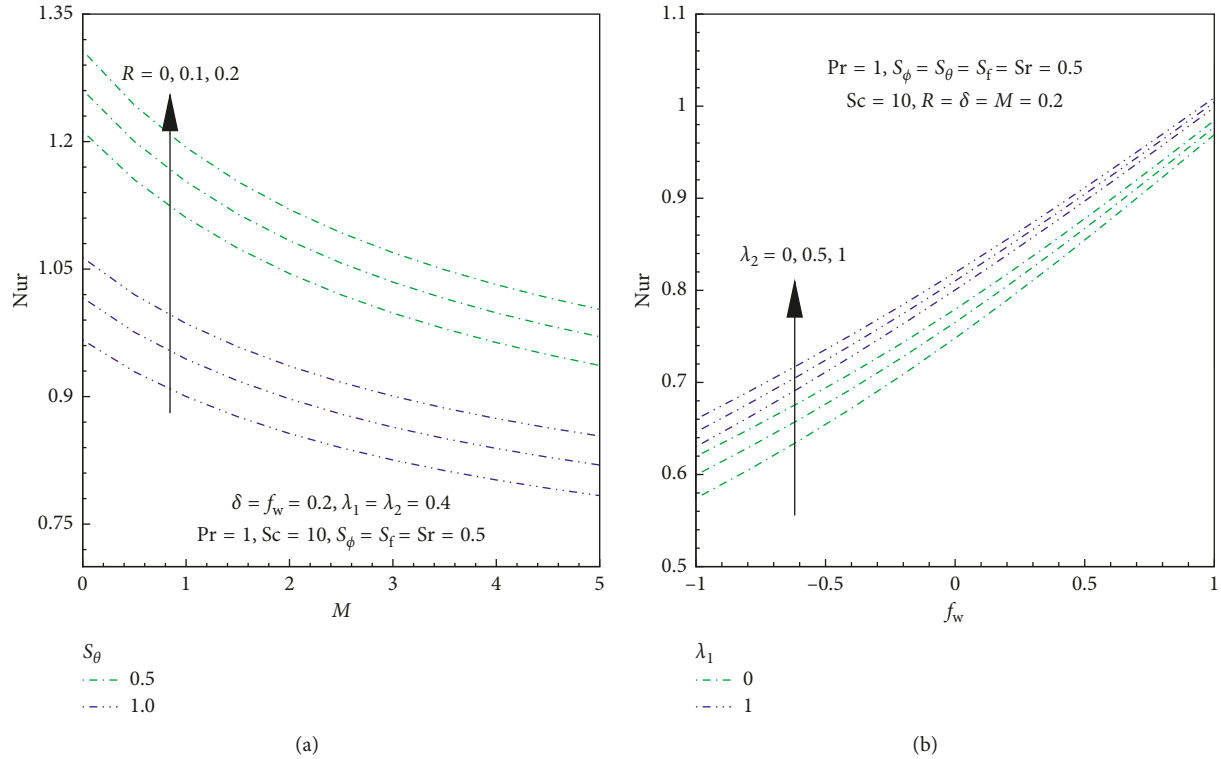 1.35
1.2
1.05
0.9
0.75
Nur
R = 0, 0.1, 0.2
δ = f_w = 0.2, λ_1 = λ_2 = 0.4
Pr = 1, Sc = 10, S_ϕ = S_f = Sr = 0.5
0 1 2 3 4 5
M
S_θ
0.5
1.0
(a)
1.1
1
0.9
0.8
0.7
0.6
0.5
Nur
Pr = 1, S_ϕ = S_θ = S_f = Sr = 0.5
Sc = 10, R = δ = M = 0.2
λ_2 = 0, 0.5, 1
–1 –0.5 0 0.5 1
f_w
λ_1
0
1
(b)